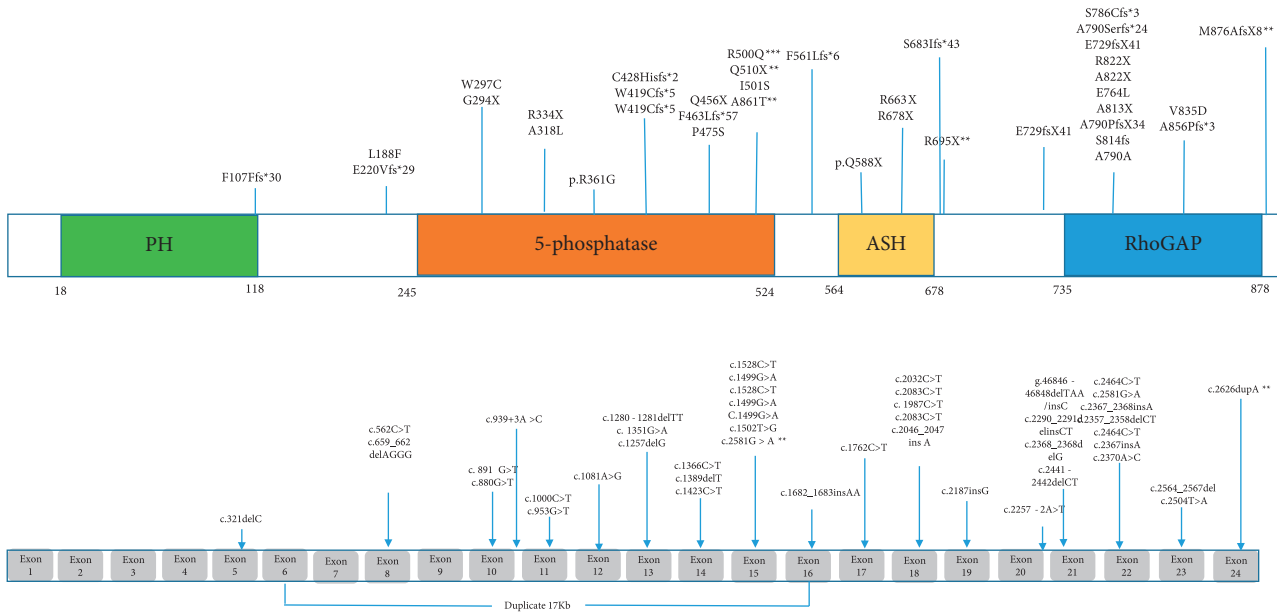 F107Ffs*30
L188F
E220Vfs*29
W297C
G294X
R334X
A318L
p.R361G
C428Hisfs*2
W419Cfs*5
W419Cfs*5
Q456X
F463Lfs*57
P475S
R500Q***
Q510X**
I501S
A861T**
F561Lfs*6
p.Q588X
R663X
R678X
S683Ifs*43
R695X**
E729fsX41
S786Cfs*3
A790Serfs*24
E729fsX41
R822X
A822X
E764L
A813X
A790PfsX34
S814fs
A790A
V835D
A856Pfs*3
M876AfsX8**
PH
5-phosphatase
ASH
RhoGAP
18
118
245
524
564
678
735
878
c.321delC
c.562C>T
c.659_662
delAGGG
c. 891 G>T
c.880G>T
c.939+3A >C
c.1000C>T
c.953G>T
c.1081A>G
c.1280 - 1281delTT
c. 1351G>A
c.1257delG
c.1366C>T
c.1389delT
c.1423C>T
c.1528C>T
c.1499G>A
c.1528C>T
c.1499G>A
C.1499G>A
c.1502T>G
c.2581G > A **
c.1682_1683insAA
c.1762C>T
c.2032C>T
c.2083C>T
c. 1987C>T
c.2083C>T
c.2046_2047
ins A
c.2187insG
c.2257 - 2A>T
g.46846 -
46848delTAA
/insC
c.2290_2291d
elinsCT
c.2368_2368d
elG
c.2441 -
2442delCT
c.2464C>T
c.2581G>A
c.2367_2368insA
c.2357_2358delCT
c.2464C>T
c.2367insA
c.2370A>C
c.2564_2567del
c.2504T>A
c.2626dupA **
Exon
1
Exon
2
Exon
3
Exon
4
Exon
5
Exon
6
Exon
7
Exon
8
Exon
9
Exon
10
Exon
11
Exon
12
Exon
13
Exon
14
Exon
15
Exon
16
Exon
17
Exon
18
Exon
19
Exon
20
Exon
21
Exon
22
Exon
23
Exon
24
Duplicate 17Kb